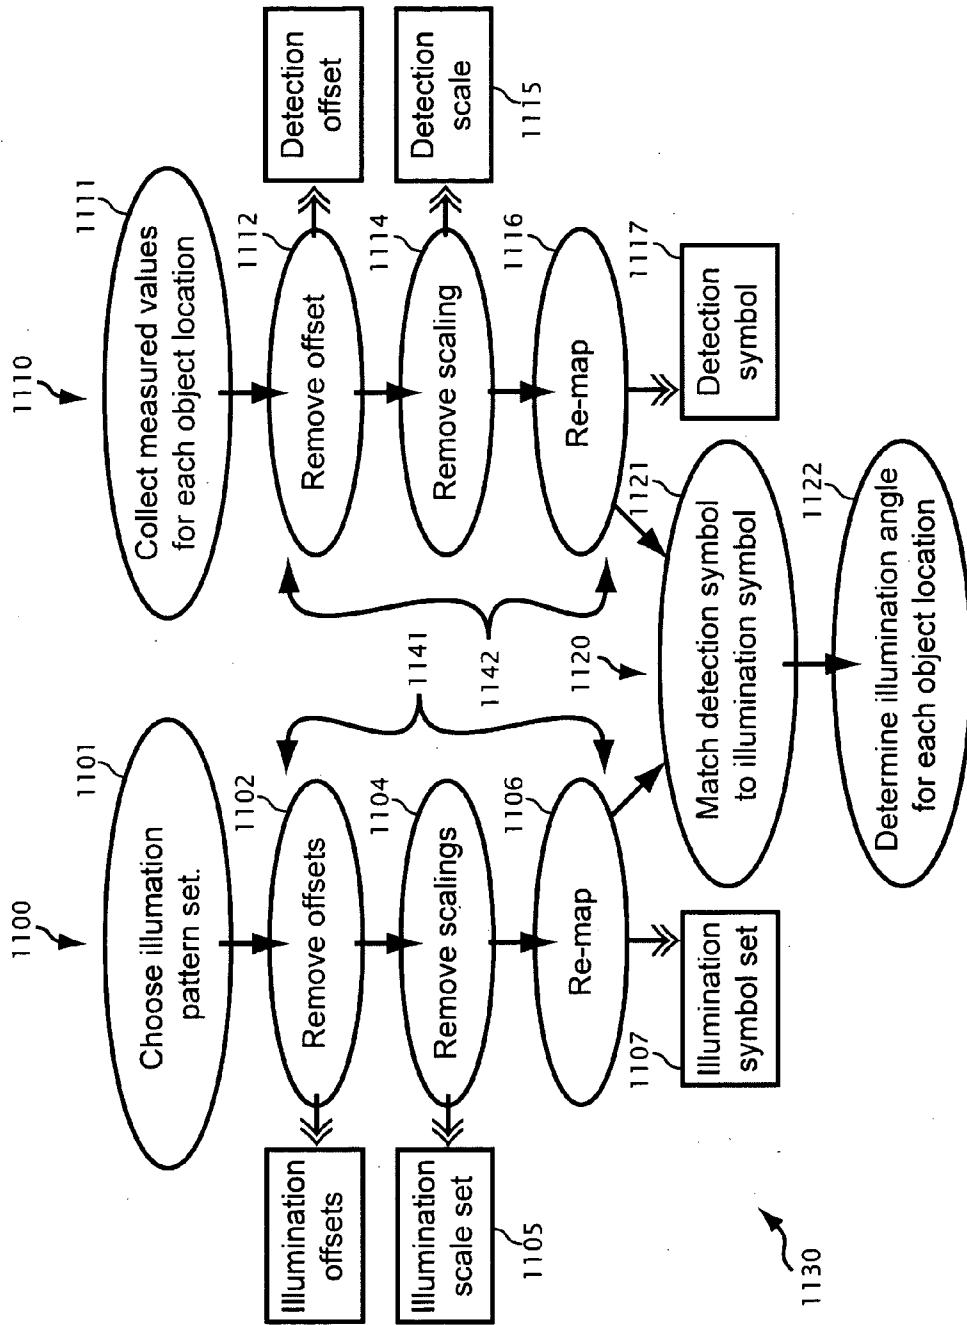 1100
1110
1101
Choose illumation
pattern set.
1111
Collect measured values
for each object location
Illumination
offsets
1102
Remove offsets
1112
Remove offset
Detection
offset
1141
1142
Illumination
scale set
1105
1104
Remove scalings
1114
Remove scaling
Detection
scale
1115
1106
Re-map
1116
Re-map
1107
Illumination
symbol set
1120
1121
Match detection symbol
to illumination symbol
1117
Detection
symbol
1122
Determine illumination angle
for each object location
1130